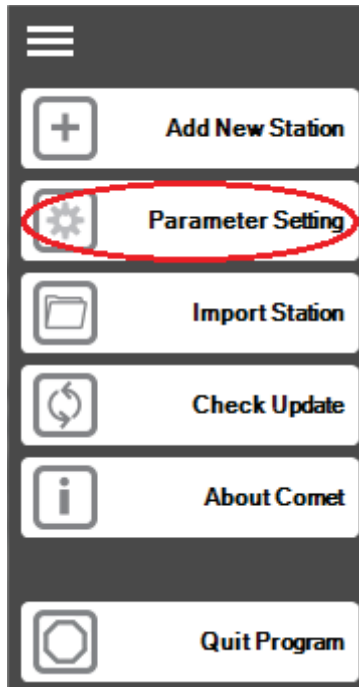 Add New Station
Parameter Setting
Import Station
Check Update
About Comet
Quit Program